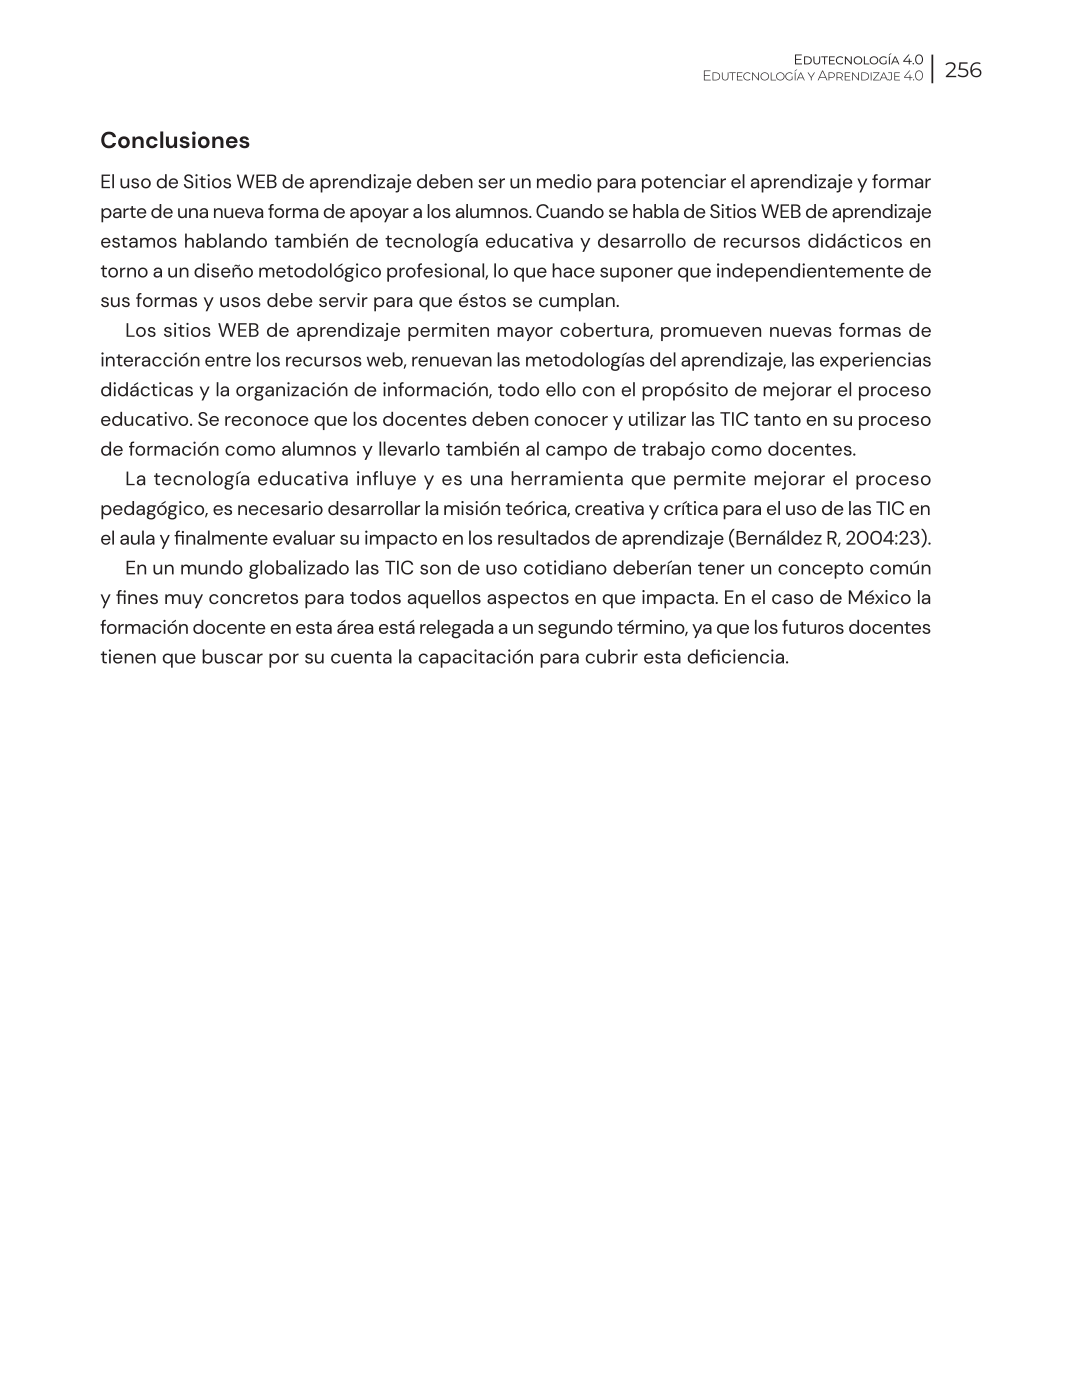 Edutecnología 4.0
Edutecnología y Aprendizaje 4.0
256
Conclusiones
El uso de Sitios WEB de aprendizaje deben ser un medio para potenciar el aprendizaje y formar
parte de una nueva forma de apoyar a los alumnos. Cuando se habla de Sitios WEB de aprendizaje
estamos hablando también de tecnología educativa y desarrollo de recursos didácticos en
torno a un diseño metodológico profesional, lo que hace suponer que independientemente de
sus formas y usos debe servir para que éstos se cumplan.
Los sitios WEB de aprendizaje permiten mayor cobertura, promueven nuevas formas de
interacción entre los recursos web, renuevan las metodologías del aprendizaje, las experiencias
didácticas y la organización de información, todo ello con el propósito de mejorar el proceso
educativo. Se reconoce que los docentes deben conocer y utilizar las TIC tanto en su proceso
de formación como alumnos y llevarlo también al campo de trabajo como docentes.
La tecnología educativa influye y es una herramienta que permite mejorar el proceso
pedagógico, es necesario desarrollar la misión teórica, creativa y crítica para el uso de las TIC en
el aula y finalmente evaluar su impacto en los resultados de aprendizaje (Bernáldez R, 2004:23).
En un mundo globalizado las TIC son de uso cotidiano deberían tener un concepto común
y fines muy concretos para todos aquellos aspectos en que impacta. En el caso de México la
formación docente en esta área está relegada a un segundo término, ya que los futuros docentes
tienen que buscar por su cuenta la capacitación para cubrir esta deficiencia.